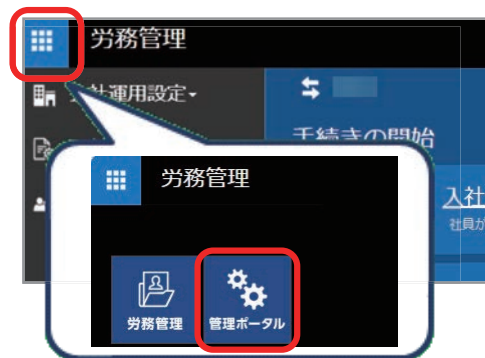 労務管理
社運用設定
手続きの開始
入社
社員が
労務管理
労務管理
管理ポータル